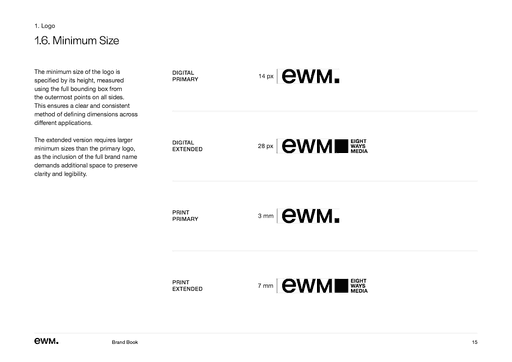 1. Logo
1.6. Minimum Size
The minimum size of the logo is
specified by its height, measured
using the full bounding box from
the outermost points on all sides.
This ensures a clear and consistent
method of defining dimensions across
different applications.
The extended version requires larger
minimum sizes than the primary logo,
as the inclusion of the full brand name
demands additional space to preserve
clarity and legibility.
DIGITAL
PRIMARY
14 px
ewm.
DIGITAL
EXTENDED
28 px
ewm
EIGHT
WAYS
MEDIA
PRINT
PRIMARY
3 mm
ewm.
PRINT
EXTENDED
7 mm
ewm
EIGHT
WAYS
MEDIA
ewm.
Brand Book
15